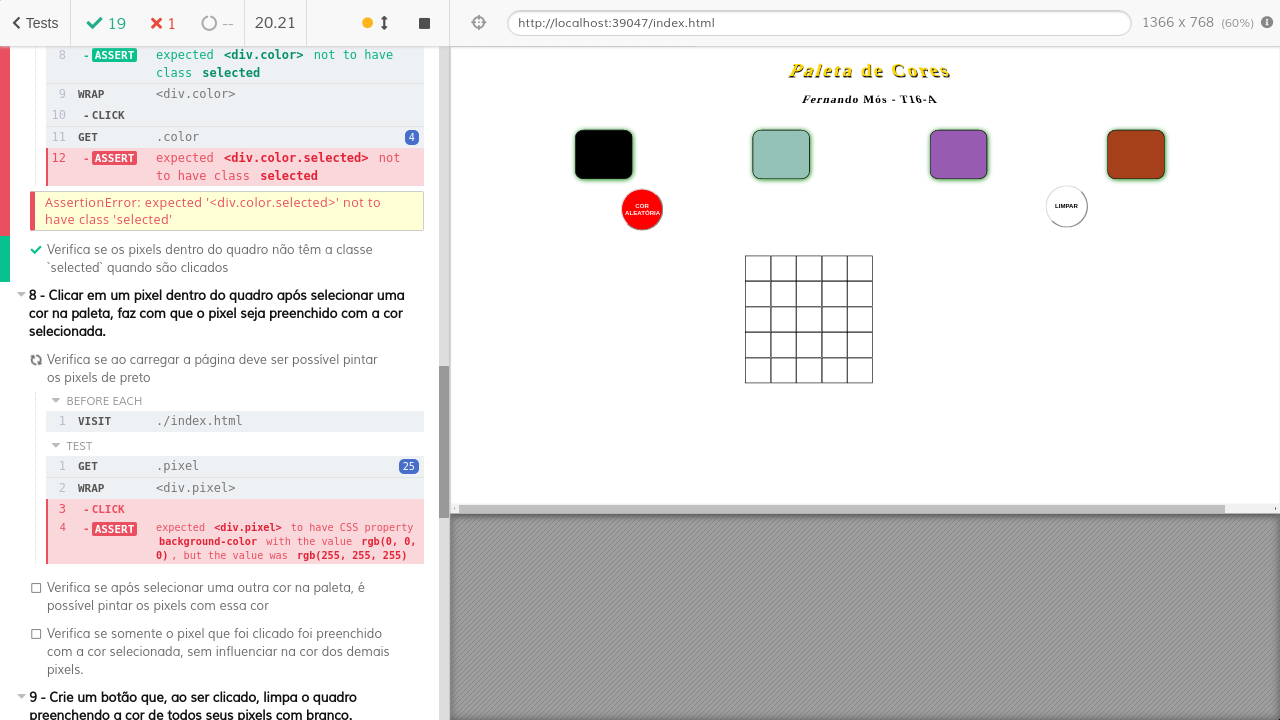 Tests 19 1 -- 20.21
http://localhost:39047/index.html 1366 x 768 (60%)
8 - ASSERT expected <div.color> not to have
class selected
9 WRAP <div.color>
10 - CLICK
11 GET .color 4
12 - ASSERT expected <div.color.selected> not
to have class selected
AssertionError: expected '<div.color.selected>' not to
have class 'selected'
Verifica se os pixels dentro do quadro não têm a classe
`selected` quando são clicados
8 - Clicar em um pixel dentro do quadro após selecionar uma
cor na paleta, faz com que o pixel seja preenchido com a cor
selecionada.
Verifica se ao carregar a página deve ser possível pintar
os pixels de preto
BEFORE EACH
1 VISIT ./index.html
TEST
1 GET .pixel 25
2 WRAP <div.pixel>
3 - CLICK
4 - ASSERT expected <div.pixel> to have CSS property
background-color with the value rgb(0, 0,
0), but the value was rgb(255, 255, 255)
Verifica se após selecionar uma outra cor na paleta, é
possível pintar os pixels com essa cor
Verifica se somente o pixel que foi clicado foi preenchido
com a cor selecionada, sem influenciar na cor dos demais
pixels.
9 - Crie um botão que, ao ser clicado, limpa o quadro
preenchendo a cor de todos seus pixels com branco.
Paleta de Cores
Fernando Mós - T16-A
COR
ALEATÓRIA
LIMPAR